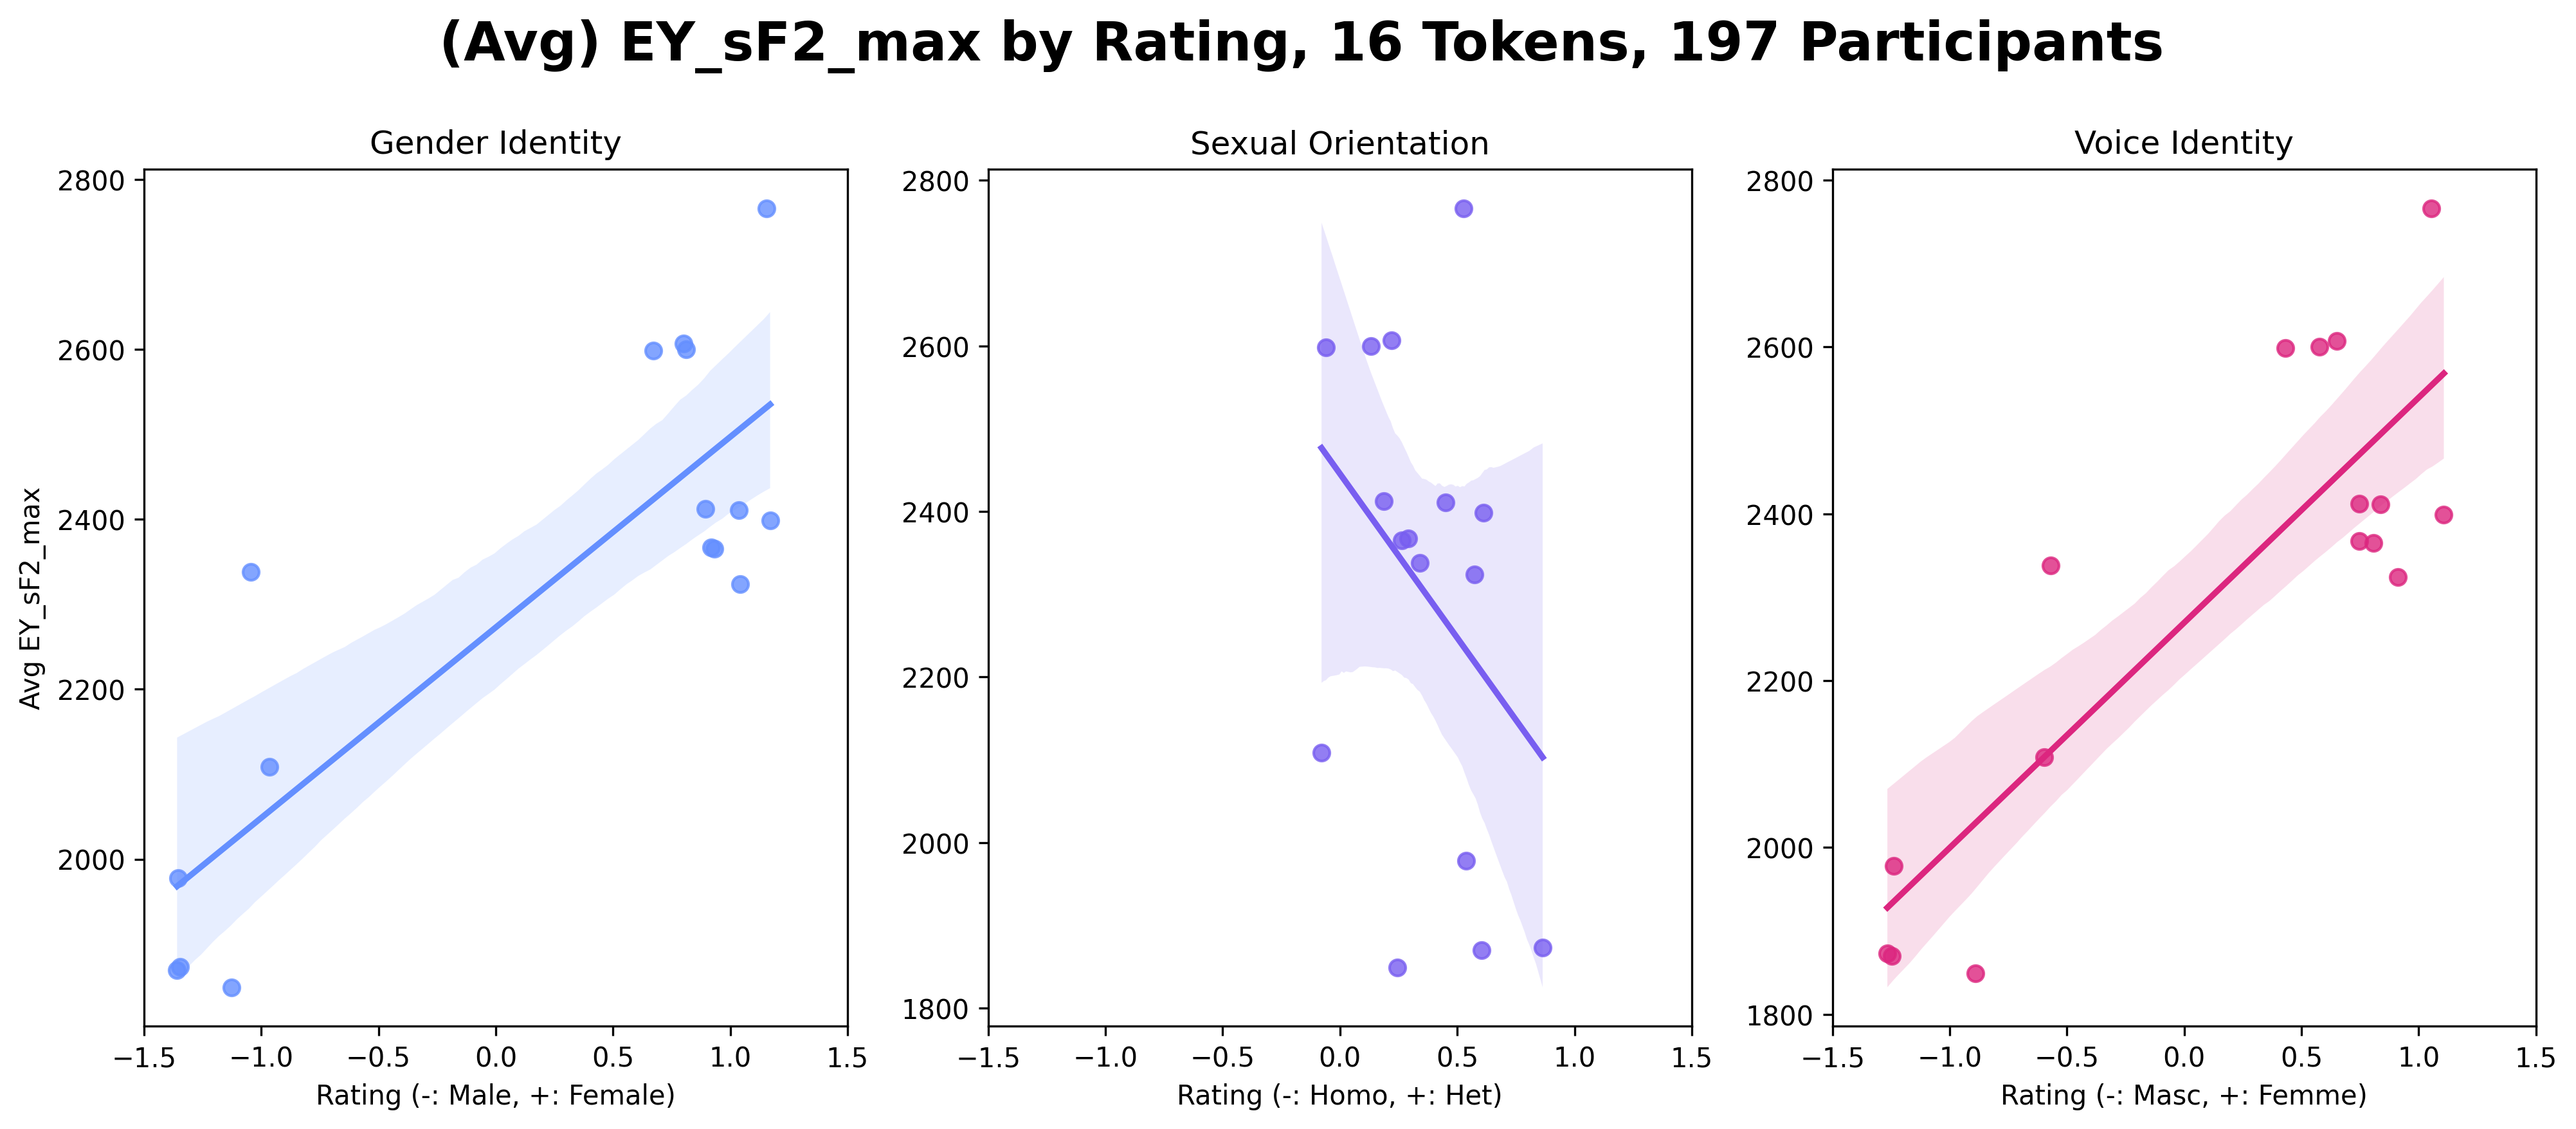 (Avg) EY_sF2_max by Rating, 16 Tokens, 197 Participants
Gender Identity
Sexual Orientation
Voice Identity
Avg EY_sF2_max
2800
2600
2400
2200
2000
−1.5 −1.0 −0.5 0.0 0.5 1.0 1.5
Rating (-: Male, +: Female)
2800
2600
2400
2200
2000
1800
−1.5 −1.0 −0.5 0.0 0.5 1.0 1.5
Rating (-: Homo, +: Het)
2800
2600
2400
2200
2000
1800
−1.5 −1.0 −0.5 0.0 0.5 1.0 1.5
Rating (-: Masc, +: Femme)